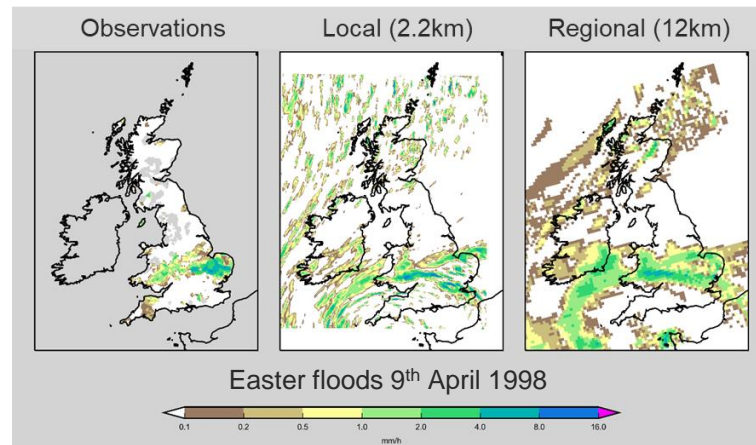 Observations Local (2.2km) Regional (12km)
Easter floods 9th April 1998
0.1 0.2 0.5 1.0 2.0 4.0 8.0 16.0
mm/h